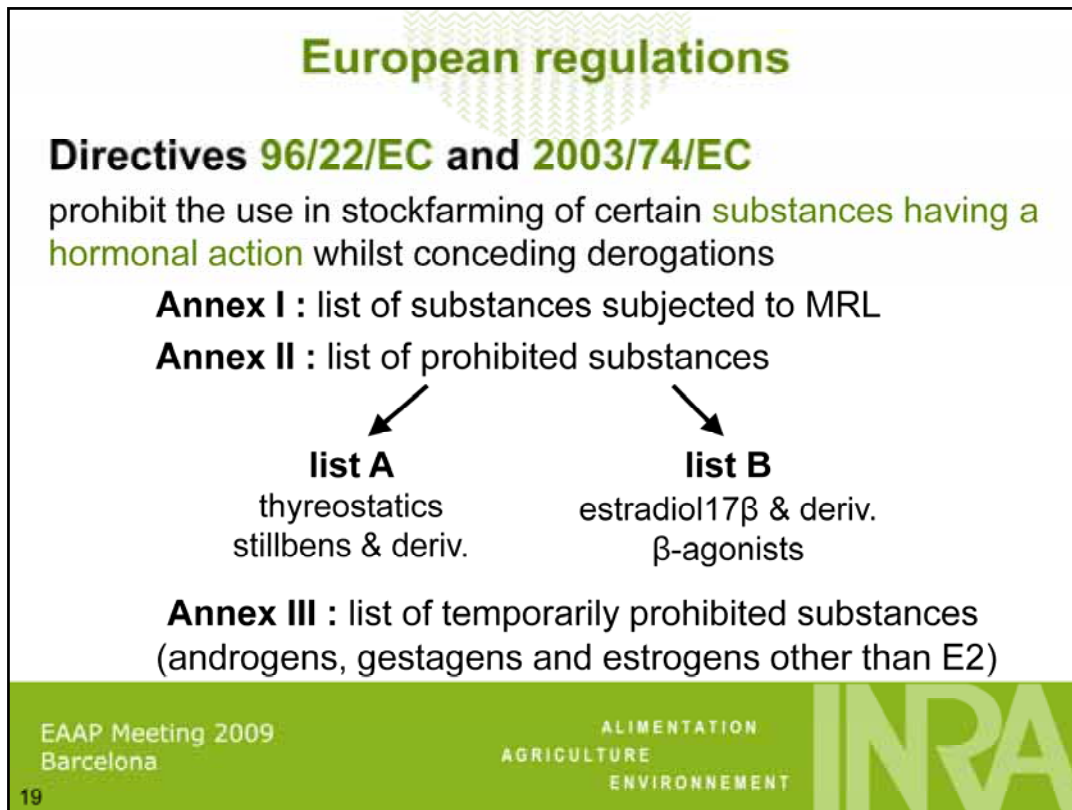 European regulations
Directives 96/22/EC and 2003/74/EC
prohibit the use in stockfarming of certain substances having a
hormonal action whilst conceding derogations
Annex I : list of substances subjected to MRL
Annex II : list of prohibited substances
list A
thyreostatics
stillbens & deriv.
list B
estradiol17β & deriv.
β-agonists
Annex III : list of temporarily prohibited substances
(androgens, gestagens and estrogens other than E2)
EAAP Meeting 2009
Barcelona
19
ALIMENTATION
AGRICULTURE
ENVIRONNEMENT
INRA